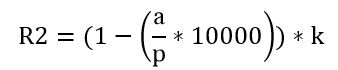 R2 = (1 − (a/p * 10000)) * k